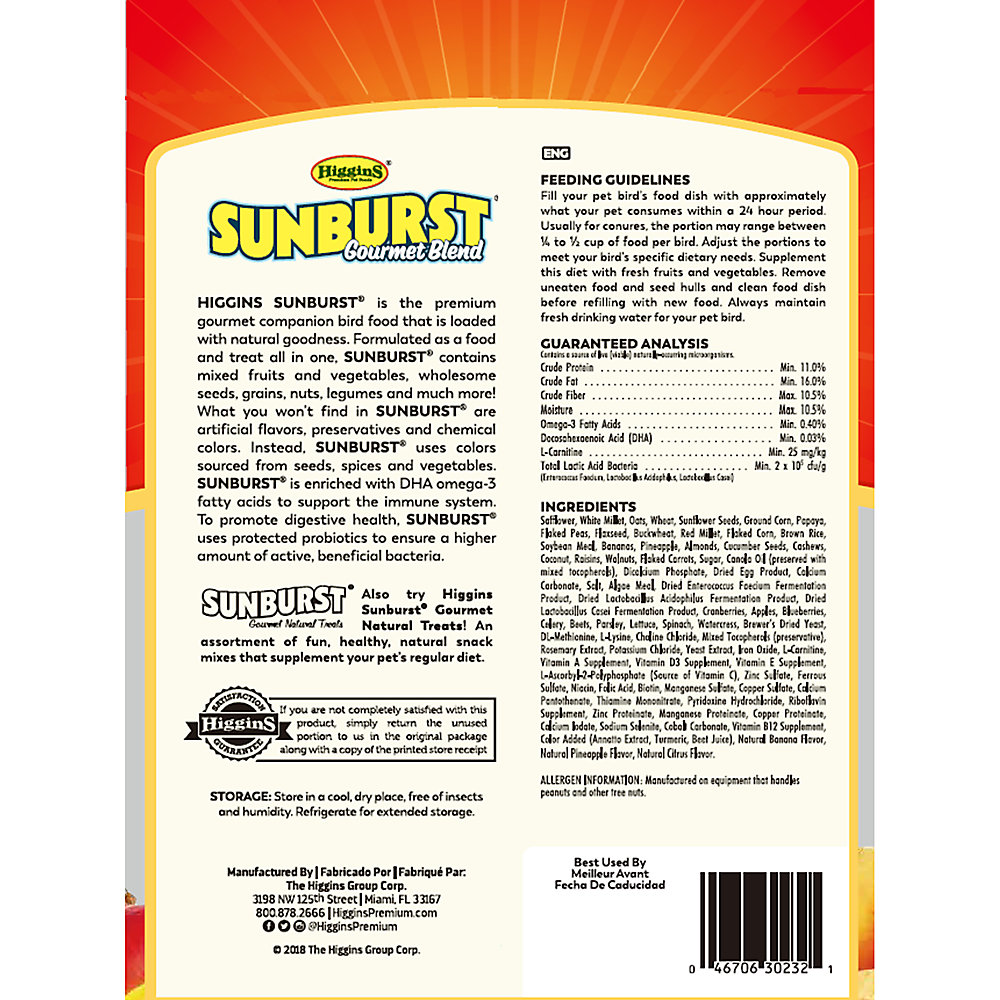 HigginS®
Premium Pet Foods
SUNBURST®
Gourmet Blend
HIGGINS SUNBURST® is the premium
gourmet companion bird food that is loaded
with natural goodness. Formulated as a food
and treat all in one, SUNBURST® contains
mixed fruits and vegetables, wholesome
seeds, grains, nuts, legumes and much more!
What you won't find in SUNBURST® are
artificial flavors, preservatives and chemical
colors. Instead, SUNBURST® uses colors
sourced from seeds, spices and vegetables.
SUNBURST® is enriched with DHA omega-3
fatty acids to support the immune system.
To promote digestive health, SUNBURST®
uses protected probiotics to ensure a higher
amount of active, beneficial bacteria.
SUNBURST®
Gourmet Natural Treats
Also try Higgins
Sunburst® Gourmet
Natural Treats! An
assortment of fun, healthy, natural snack
mixes that supplement your pet's regular diet.
SATISFACTION
HigginS
GUARANTEE
If you are not completely satisfied with this
product, simply return the unused
portion to us in the original package
along with a copy of the printed store receipt
STORAGE: Store in a cool, dry place, free of insects
and humidity. Refrigerate for extended storage.
Manufactured By | Fabricado Por | Fabriqué Par:
The Higgins Group Corp.
3198 NW 125th Street | Miami, FL 33167
800.878.2666 | HigginsPremium.com
@HigginsPremium
© 2018 The Higgins Group Corp.
ENG
FEEDING GUIDELINES
Fill your pet bird's food dish with approximately
what your pet consumes within a 24 hour period.
Usually for conures, the portion may range between
¼ to ½ cup of food per bird. Adjust the portions to
meet your bird's specific dietary needs. Supplement
this diet with fresh fruits and vegetables. Remove
uneaten food and seed hulls and clean food dish
before refilling with new food. Always maintain
fresh drinking water for your pet bird.
GUARANTEED ANALYSIS
Contains a source of live (viable) naturally-occurring microorganisms.
Crude Protein . . . . . . . . . . . . . . . . . . . . . . . . . . Min. 11.0%
Crude Fat . . . . . . . . . . . . . . . . . . . . . . . . . . . . Min. 16.0%
Crude Fiber . . . . . . . . . . . . . . . . . . . . . . . . . . . Max. 10.5%
Moisture . . . . . . . . . . . . . . . . . . . . . . . . . . . . Max. 10.5%
Omega-3 Fatty Acids . . . . . . . . . . . . . . . . . . . . . . Min. 0.40%
Docosahexaenoic Acid (DHA) . . . . . . . . . . . . . . . . . Min. 0.03%
L-Carnitine . . . . . . . . . . . . . . . . . . . . . . . . . Min. 25 mg/kg
Total Lactic Acid Bacteria . . . . . . . . . . . . . . . . Min. 2 x 10⁵ cfu/g
(Enterococcus Faecium, Lactobacillus Acidophilus, Lactobacillus Casei)
INGREDIENTS
Safflower, White Millet, Oats, Wheat, Sunflower Seeds, Ground Corn, Papaya,
Flaked Peas, Flaxseed, Buckwheat, Red Millet, Flaked Corn, Brown Rice,
Soybean Meal, Bananas, Pineapple, Almonds, Cucumber Seeds, Cashews,
Coconut, Raisins, Walnuts, Flaked Carrots, Sugar, Canola Oil (preserved with
mixed tocopherols), Dicalcium Phosphate, Dried Egg Product, Calcium
Carbonate, Salt, Algae Meal, Dried Enterococcus Faecium Fermentation
Product, Dried Lactobacillus Acidophilus Fermentation Product, Dried
Lactobacillus Casei Fermentation Product, Cranberries, Apples, Blueberries,
Celery, Beets, Parsley, Lettuce, Spinach, Watercress, Brewer's Dried Yeast,
DL-Methionine, L-Lysine, Choline Chloride, Mixed Tocopherols (preservative),
Rosemary Extract, Potassium Chloride, Yeast Extract, Iron Oxide, L-Carnitine,
Vitamin A Supplement, Vitamin D3 Supplement, Vitamin E Supplement,
L-Ascorbyl-2-Polyphosphate (Source of Vitamin C), Zinc Sulfate, Ferrous
Sulfate, Niacin, Folic Acid, Biotin, Manganese Sulfate, Copper Sulfate, Calcium
Pantothenate, Thiamine Mononitrate, Pyridoxine Hydrochloride, Riboflavin
Supplement, Zinc Proteinate, Manganese Proteinate, Copper Proteinate,
Calcium Iodate, Sodium Selenite, Cobalt Carbonate, Vitamin B12 Supplement,
Color Added (Annatto Extract, Turmeric, Beet Juice), Natural Banana Flavor,
Natural Pineapple Flavor, Natural Citrus Flavor.
ALLERGEN INFORMATION: Manufactured on equipment that handles
peanuts and other tree nuts.
Best Used By
Meilleur Avant
Fecha De Caducidad
0 46706 30232 1